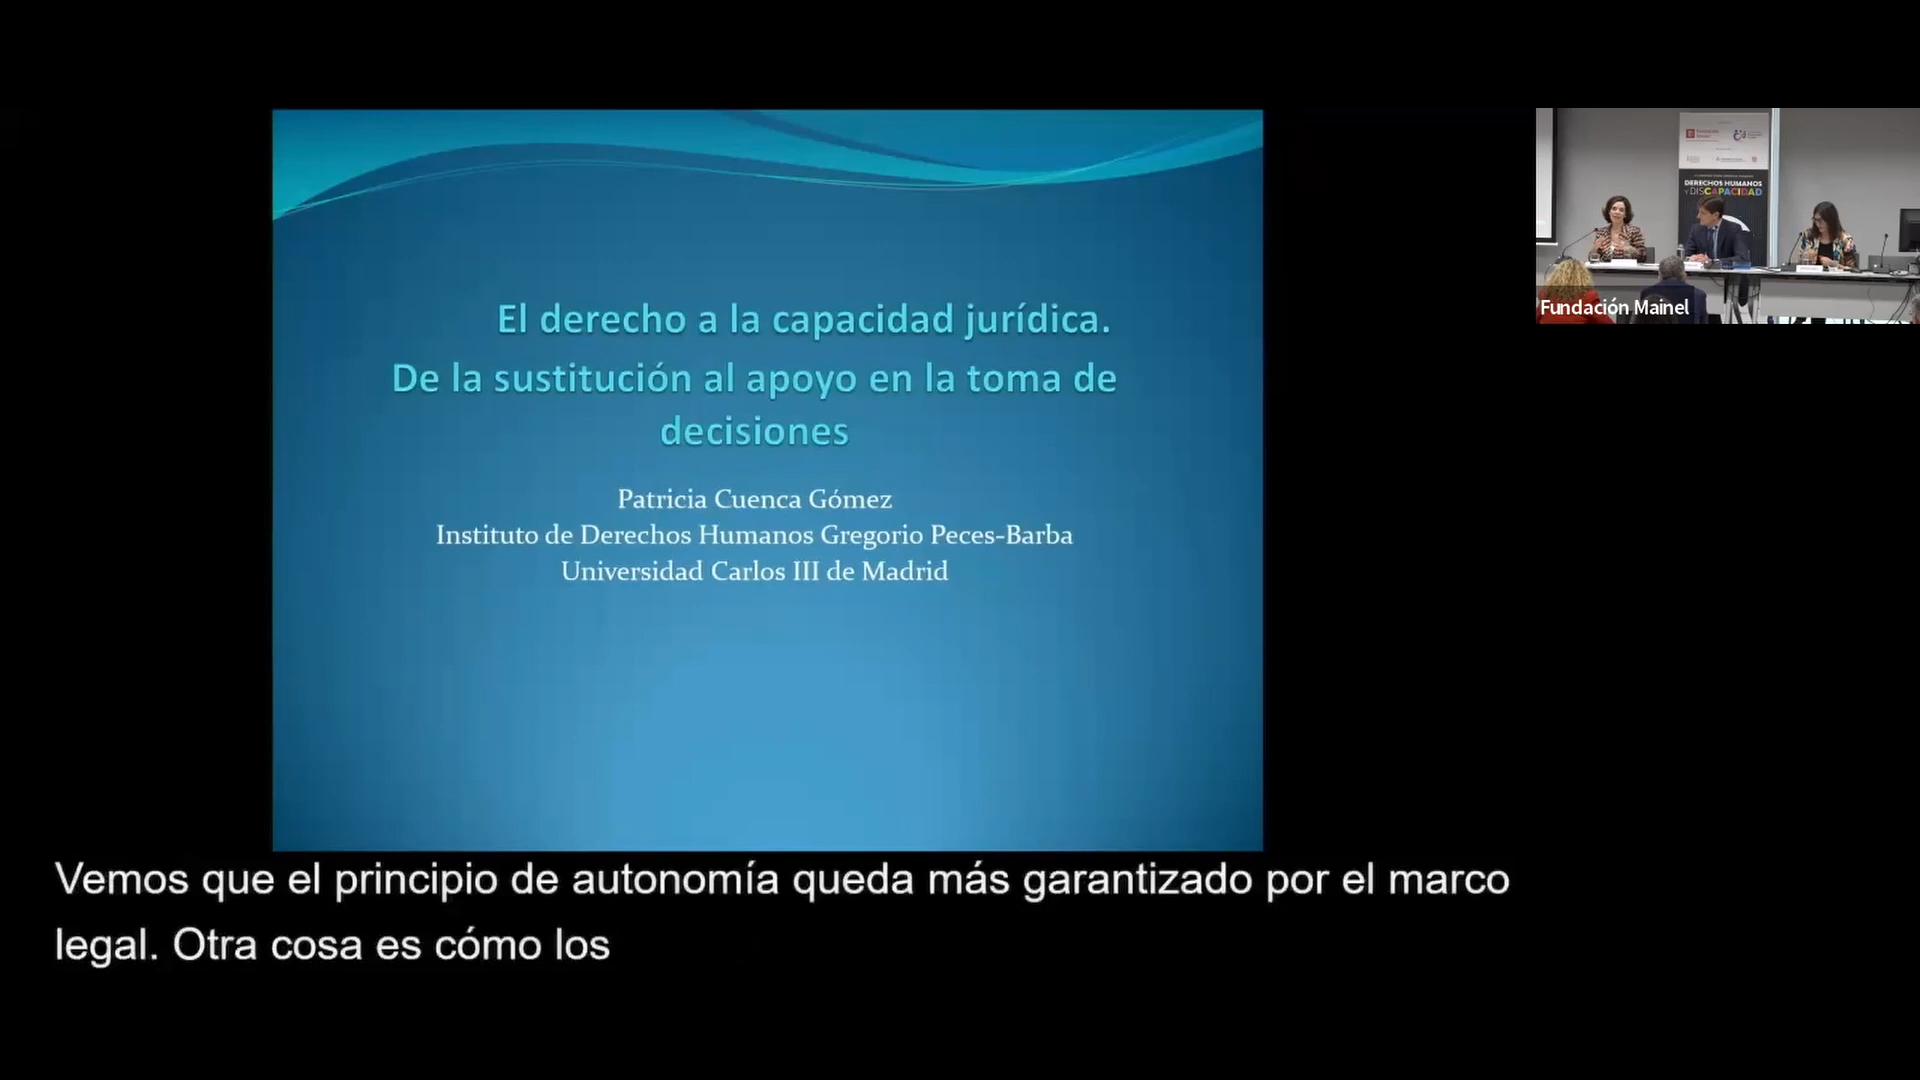 El derecho a la capacidad jurídica.
De la sustitución al apoyo en la toma de
decisiones
Patricia Cuenca Gómez
Instituto de Derechos Humanos Gregorio Peces-Barba
Universidad Carlos III de Madrid
DERECHOS HUMANOS
Y DISCAPACIDAD
Fundación Mainel
Vemos que el principio de autonomía queda más garantizado por el marco
legal. Otra cosa es cómo los